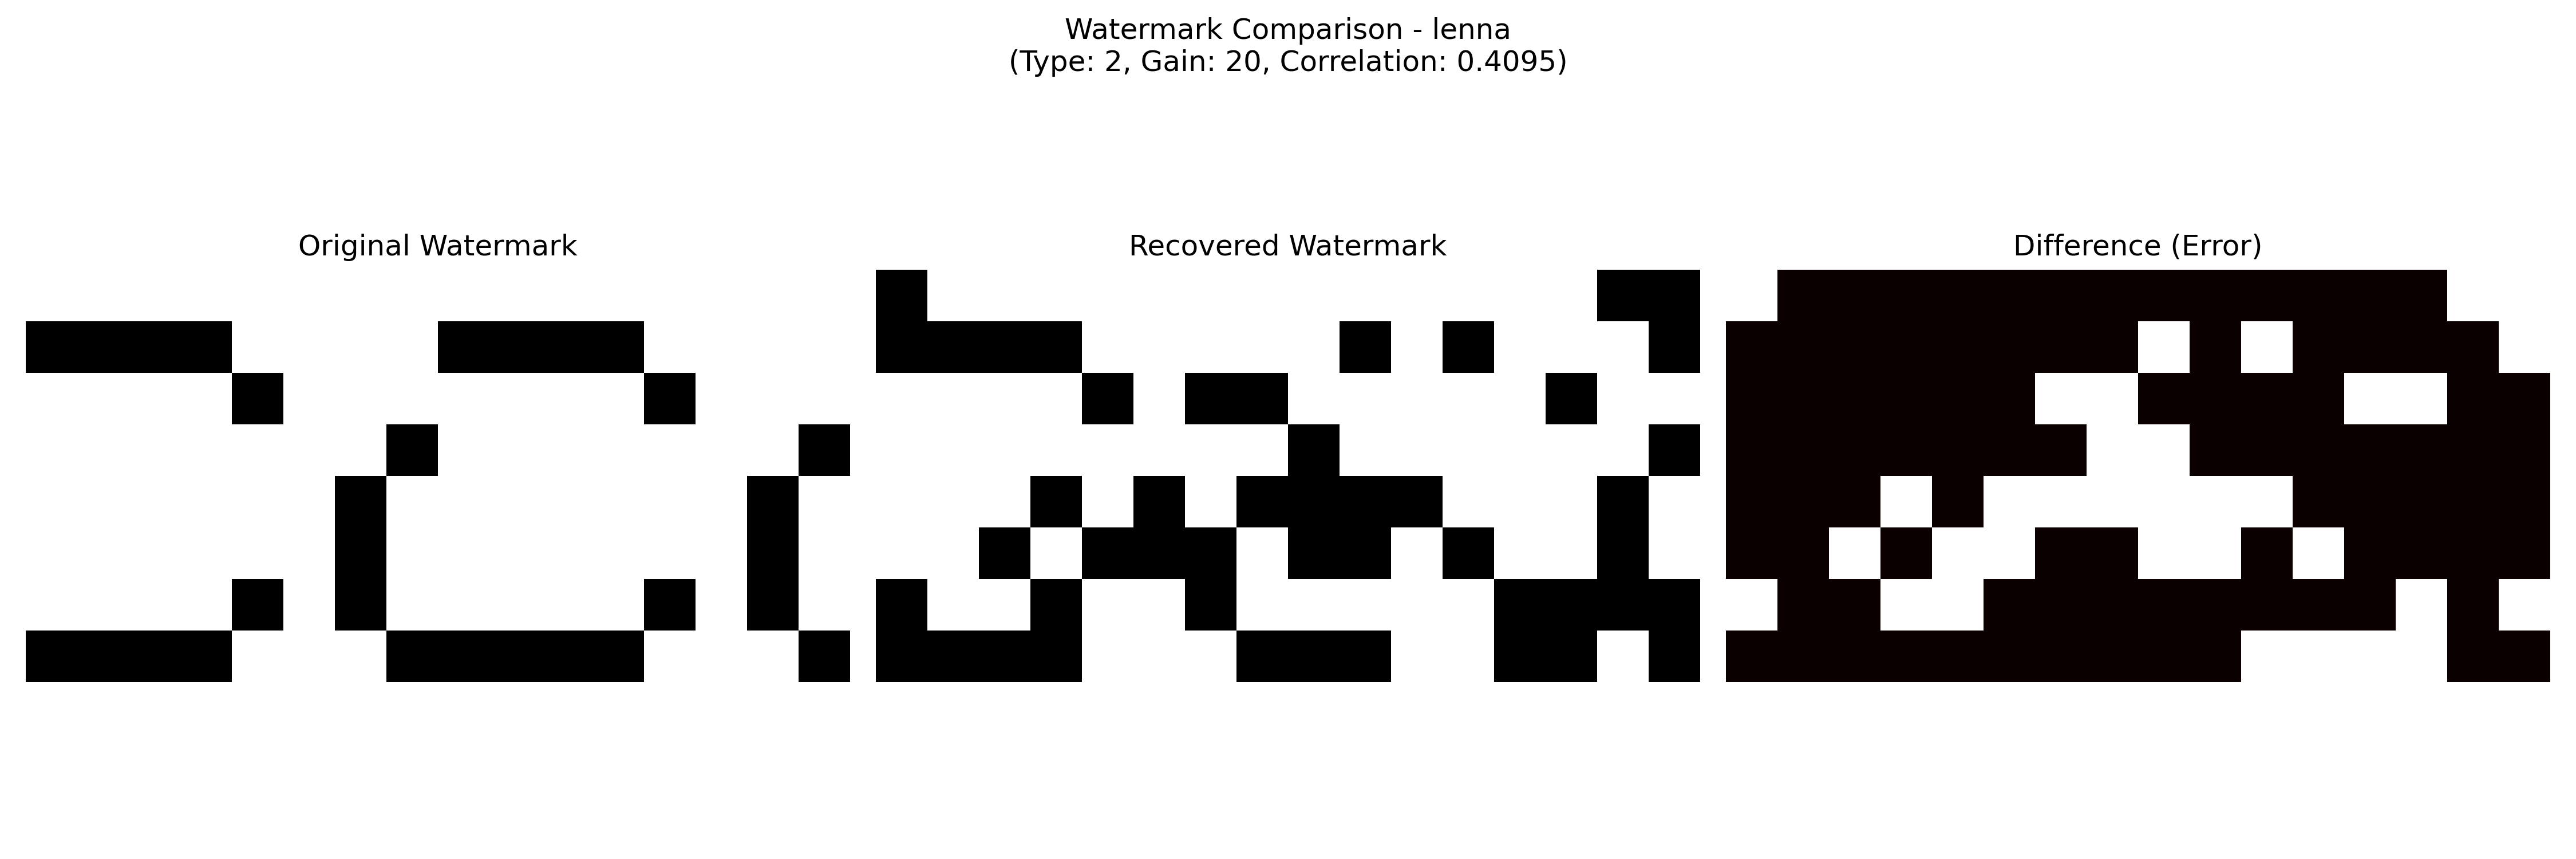 Watermark Comparison - lenna
(Type: 2, Gain: 20, Correlation: 0.4095)
Original Watermark
Recovered Watermark
Difference (Error)